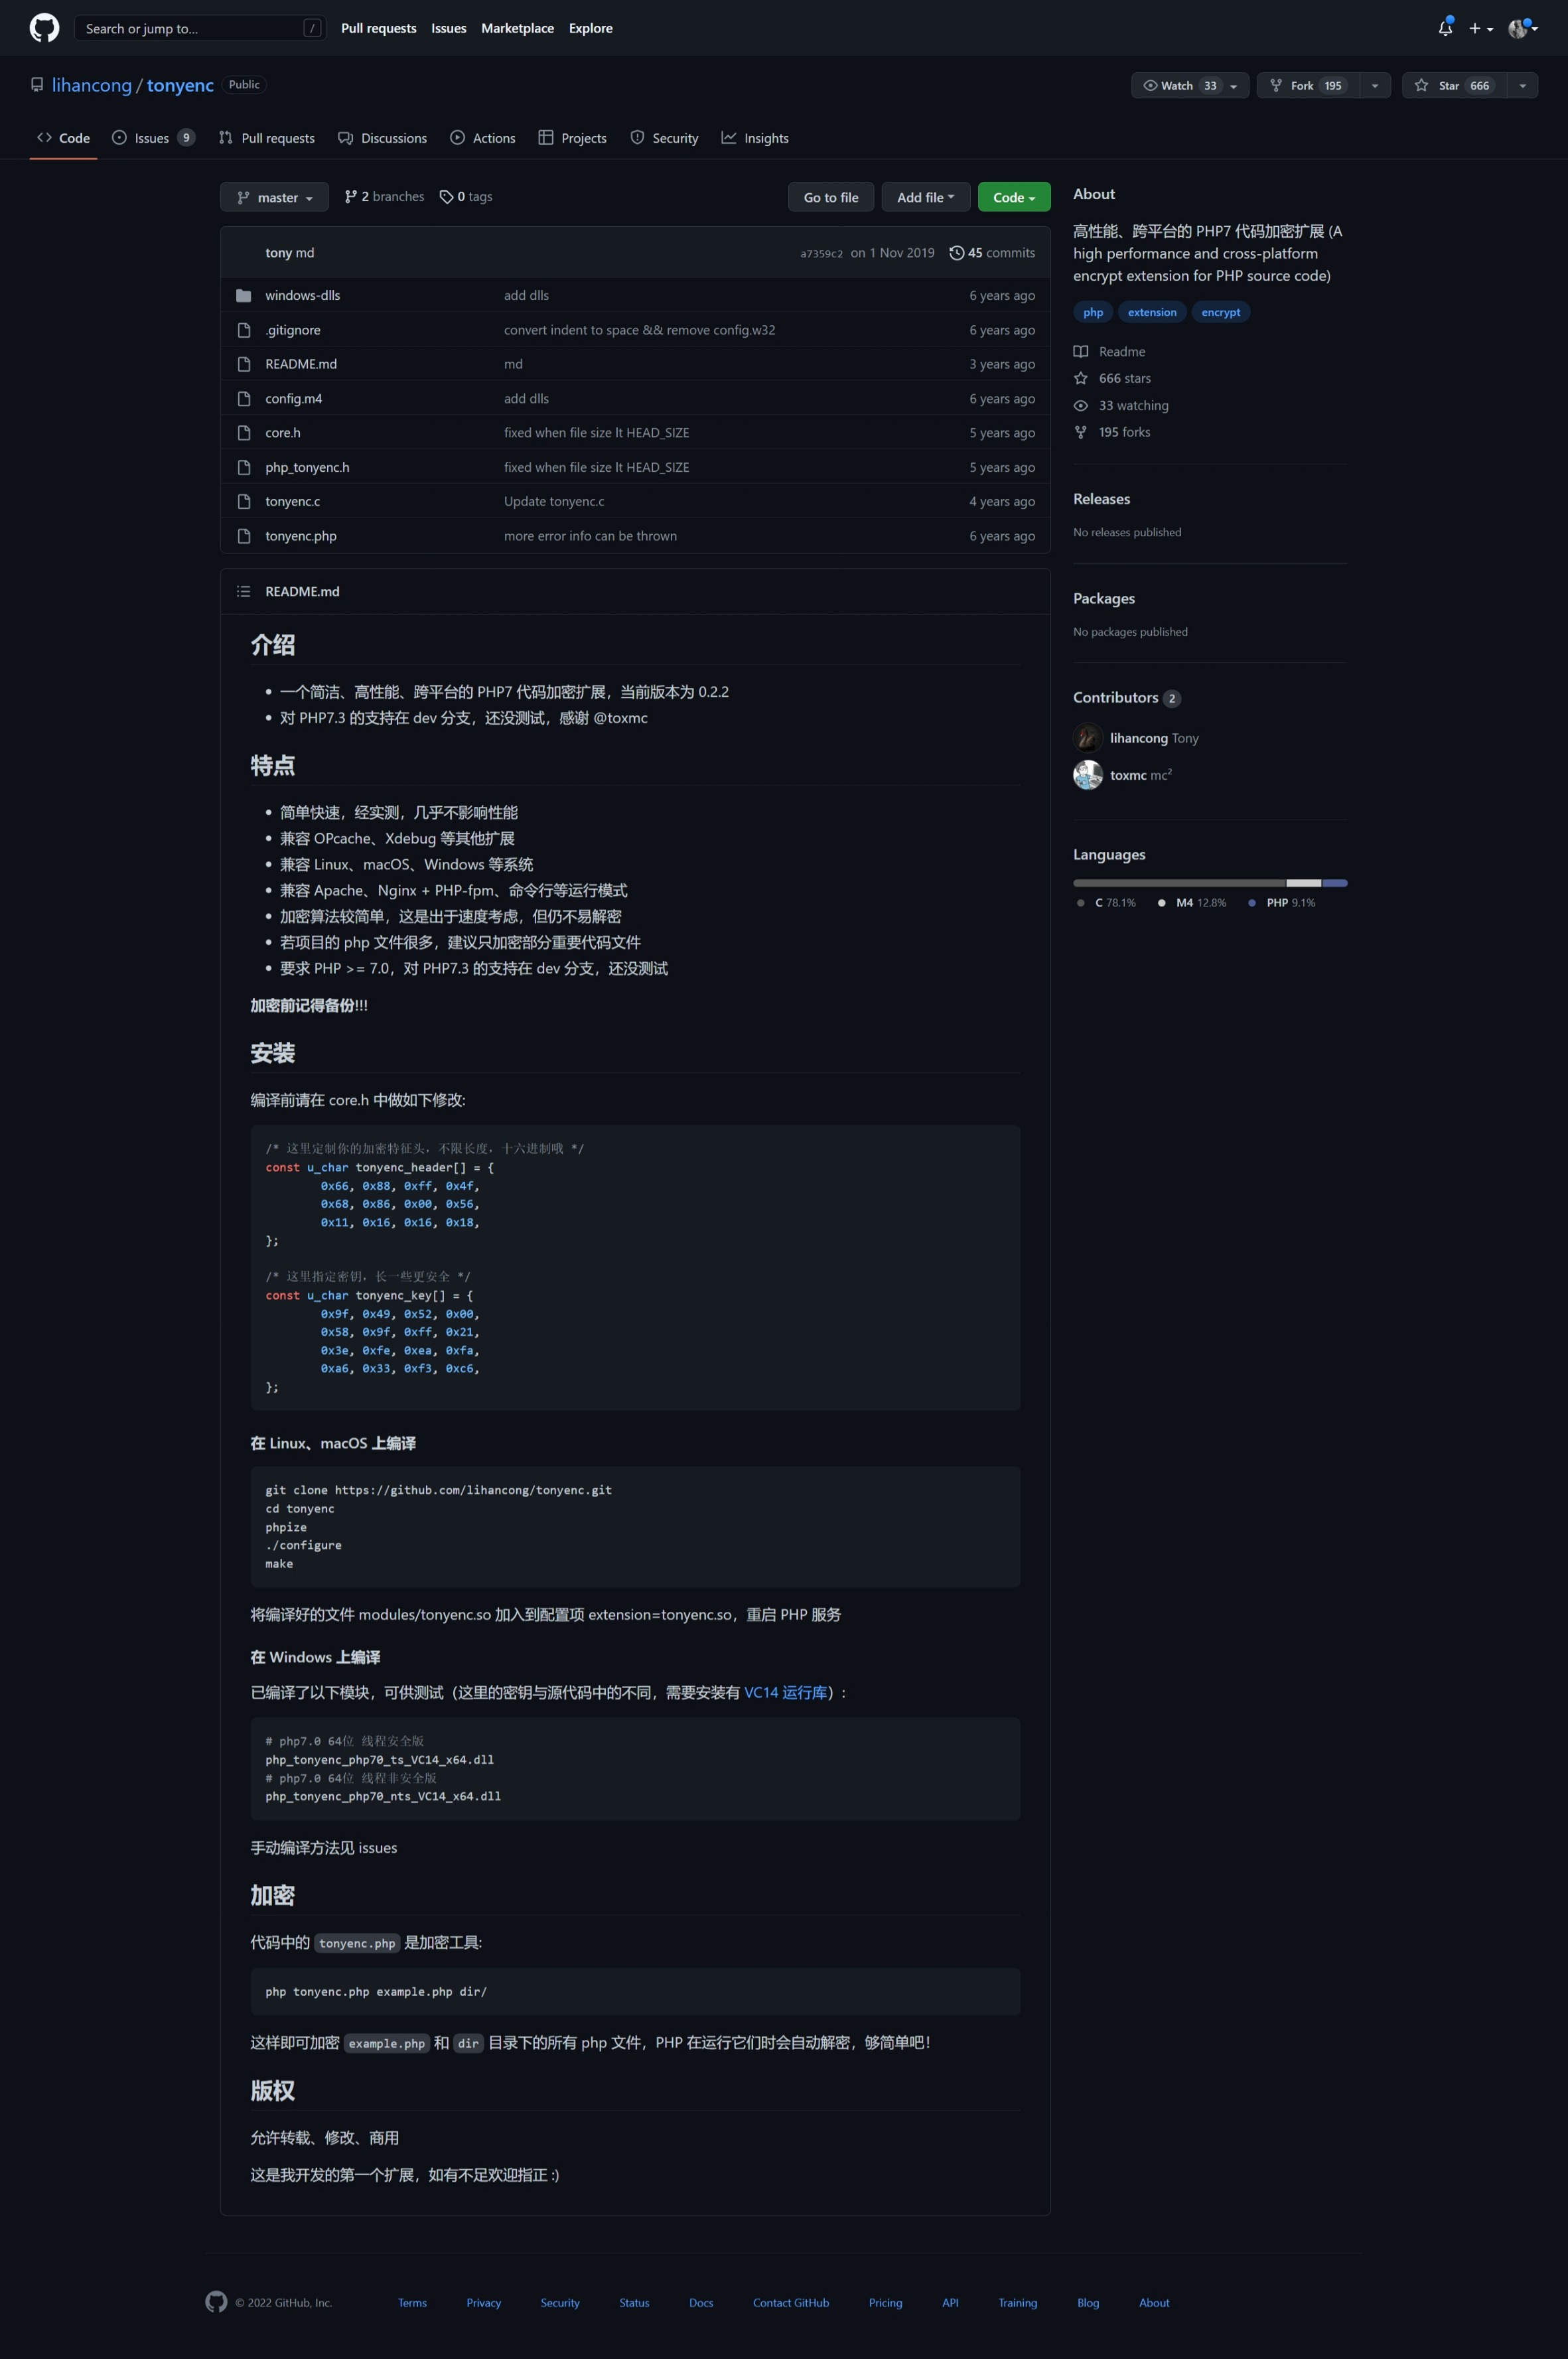 Search or jump to... /
Pull requests Issues Marketplace Explore
lihancong / tonyenc Public
Watch 33 Fork 195 Star 666
Code Issues 9 Pull requests Discussions Actions Projects Security Insights
master 2 branches 0 tags Go to file Add file Code
tony md a7359c2 on 1 Nov 2019 45 commits
windows-dlls add dlls 6 years ago
.gitignore convert indent to space && remove config.w32 6 years ago
README.md md 3 years ago
config.m4 add dlls 6 years ago
core.h fixed when file size lt HEAD_SIZE 5 years ago
php_tonyenc.h fixed when file size lt HEAD_SIZE 5 years ago
tonyenc.c Update tonyenc.c 4 years ago
tonyenc.php more error info can be thrown 6 years ago
README.md
介绍
一个简洁、高性能、跨平台的 PHP7 代码加密扩展，当前版本为 0.2.2
对 PHP7.3 的支持在 dev 分支，还没测试，感谢 @toxmc
特点
简单快速，经实测，几乎不影响性能
兼容 OPcache、Xdebug 等其他扩展
兼容 Linux、macOS、Windows 等系统
兼容 Apache、Nginx + PHP-fpm、命令行等运行模式
加密算法较简单，这是出于速度考虑，但仍不易解密
若项目的 php 文件很多，建议只加密部分重要代码文件
要求 PHP >= 7.0，对 PHP7.3 的支持在 dev 分支，还没测试
加密前记得备份!!!
安装
编译前请在 core.h 中做如下修改:
/* 这里定制你的加密特征头，不限长度，十六进制哦 */
const u_char tonyenc_header[] = {
0x66, 0x88, 0xff, 0x4f,
0x68, 0x86, 0x00, 0x56,
0x11, 0x16, 0x16, 0x18,
};
/* 这里指定密钥，长一些更安全 */
const u_char tonyenc_key[] = {
0x9f, 0x49, 0x52, 0x00,
0x58, 0x9f, 0xff, 0x21,
0x3e, 0xfe, 0xea, 0xfa,
0xa6, 0x33, 0xf3, 0xc6,
};
在 Linux、macOS 上编译
git clone https://github.com/lihancong/tonyenc.git
cd tonyenc
phpize
./configure
make
将编译好的文件 modules/tonyenc.so 加入到配置项 extension=tonyenc.so，重启 PHP 服务
在 Windows 上编译
已编译了以下模块，可供测试（这里的密钥与源代码中的不同，需要安装有 VC14 运行库）:
# php7.0 64位 线程安全版
php_tonyenc_php70_ts_VC14_x64.dll
# php7.0 64位 线程非安全版
php_tonyenc_php70_nts_VC14_x64.dll
手动编译方法见 issues
加密
代码中的 tonyenc.php 是加密工具:
php tonyenc.php example.php dir/
这样即可加密 example.php 和 dir 目录下的所有 php 文件，PHP 在运行它们时会自动解密，够简单吧！
版权
允许转载、修改、商用
这是我开发的第一个扩展，如有不足欢迎指正 :)
About
高性能、跨平台的 PHP7 代码加密扩展 (A
high performance and cross-platform
encrypt extension for PHP source code)
php extension encrypt
Readme
666 stars
33 watching
195 forks
Releases
No releases published
Packages
No packages published
Contributors 2
lihancong Tony
toxmc mc²
Languages
C 78.1% M4 12.8% PHP 9.1%
© 2022 GitHub, Inc. Terms Privacy Security Status Docs Contact GitHub Pricing API Training Blog About